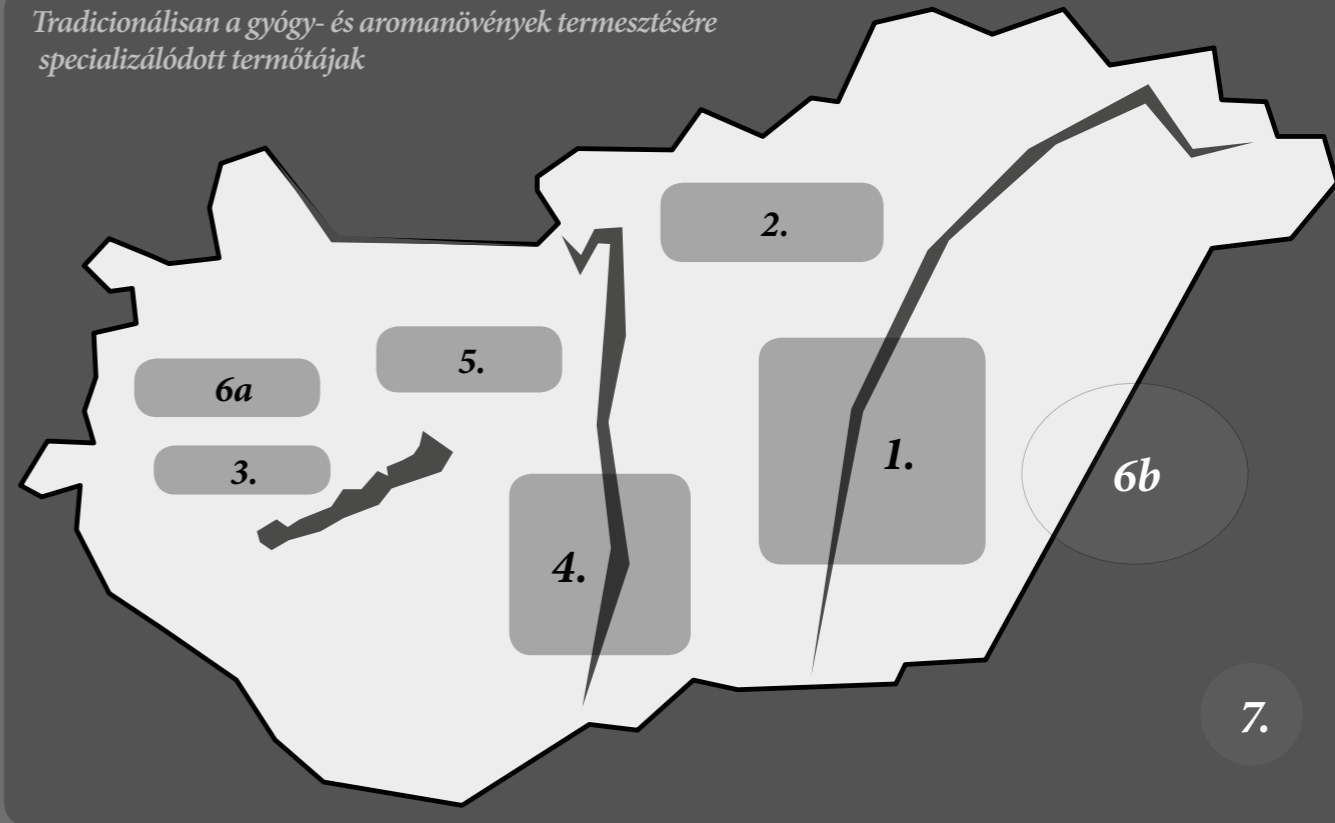 Tradicionálisan a gyógy- és aromanövények termesztésére
specializálódott termőtájak
2.
5.
6a
3.
1.
6b
4.
7.